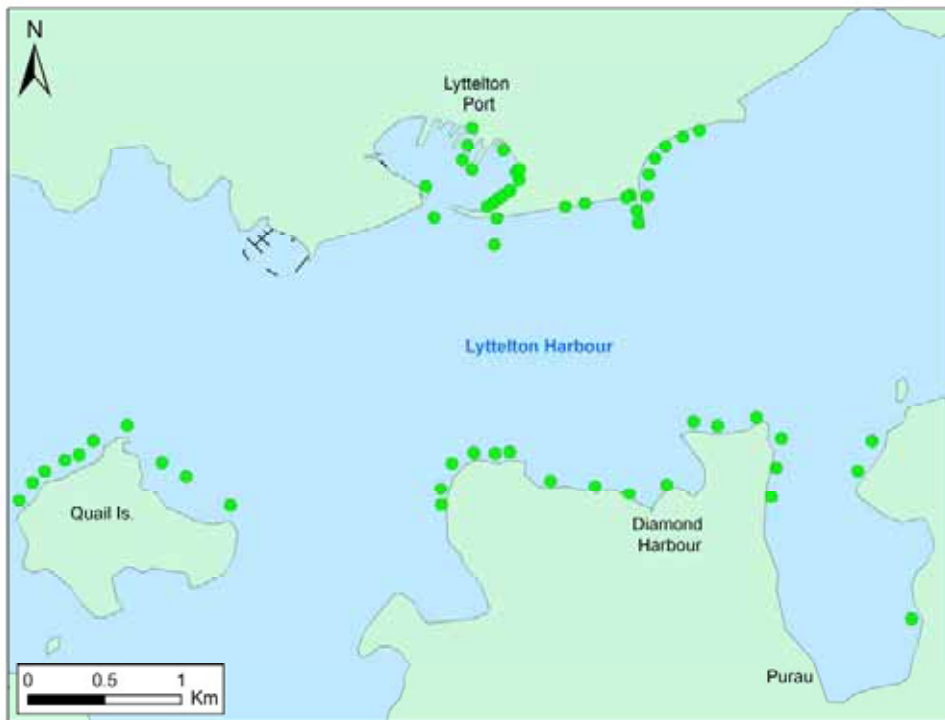 N
Lyttelton
Port
Lyttelton Harbour
Quail Is.
Diamond
Harbour
Purau
0 0.5 1
Km